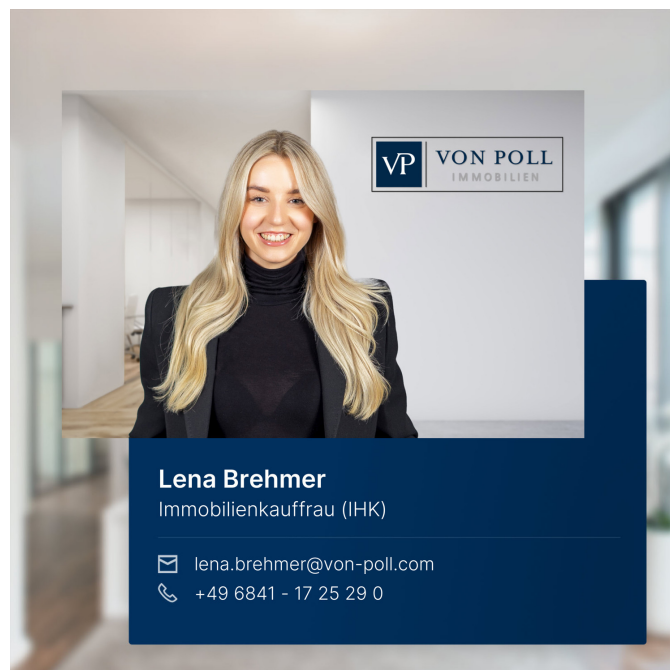 VP VON POLL
IMMOBILIEN
Lena Brehmer
Immobilienkauffrau (IHK)
lena.brehmer@von-poll.com
+49 6841 - 17 25 29 0